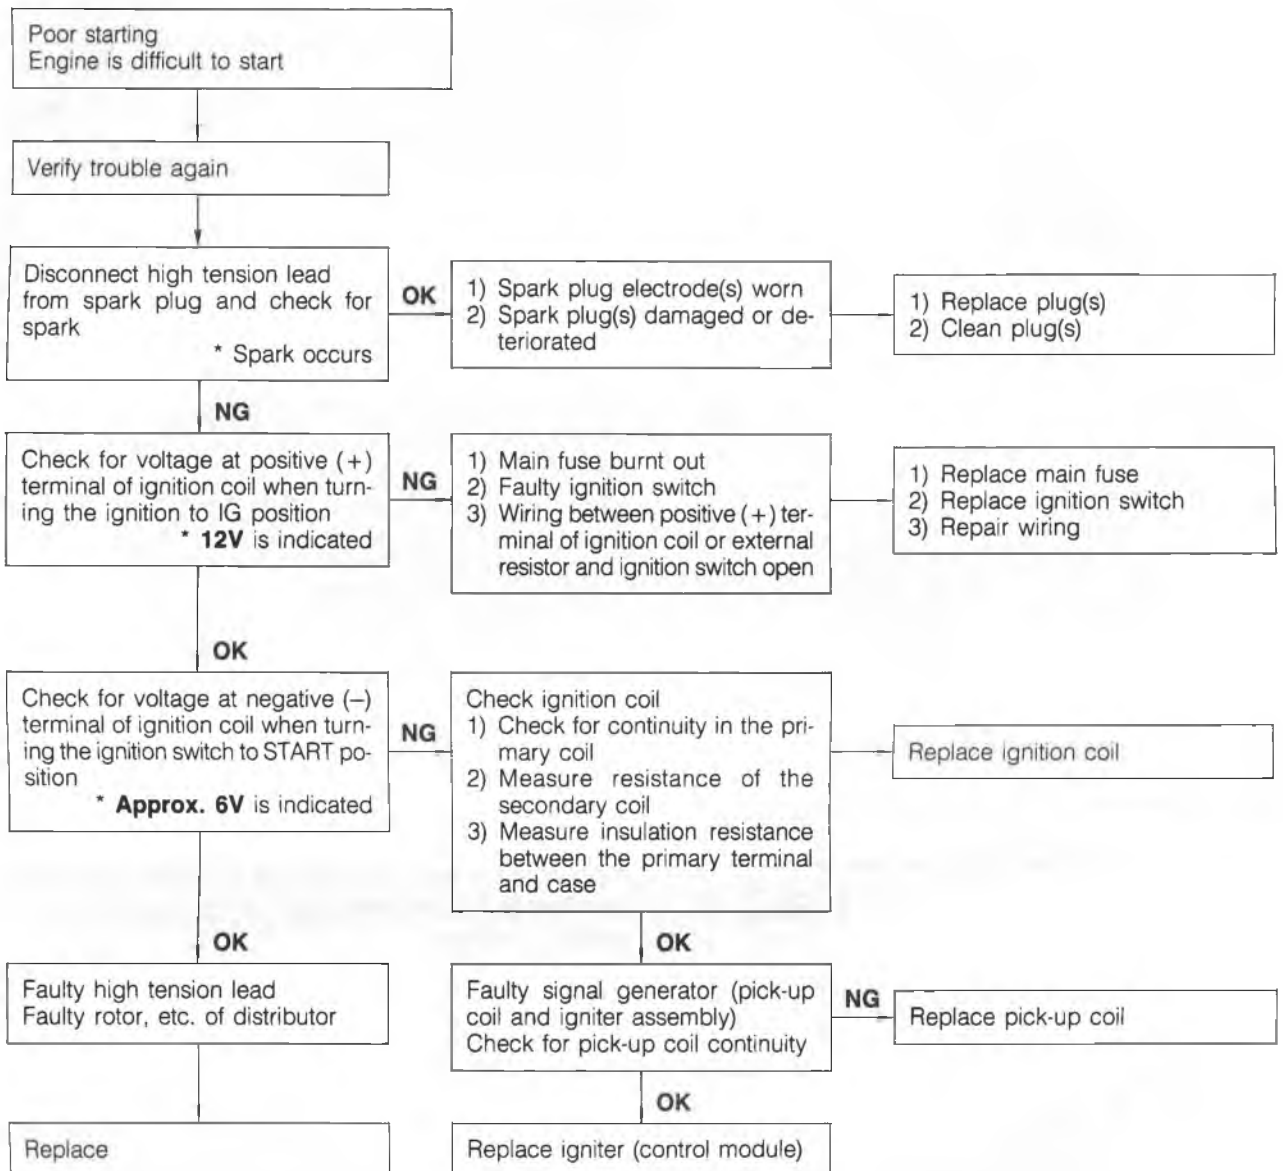 Poor starting
Engine is difficult to start
Verify trouble again
Disconnect high tension lead
from spark plug and check for
spark
* Spark occurs
OK
1) Spark plug electrode(s) worn
2) Spark plug(s) damaged or de-
teriorated
1) Replace plug(s)
2) Clean plug(s)
NG
Check for voltage at positive (+)
terminal of ignition coil when turn-
ing the ignition to IG position
* 12V is indicated
NG
1) Main fuse burnt out
2) Faulty ignition switch
3) Wiring between positive (+) ter-
minal of ignition coil or external
resistor and ignition switch open
1) Replace main fuse
2) Replace ignition switch
3) Repair wiring
OK
Check for voltage at negative (–)
terminal of ignition coil when turn-
ing the ignition switch to START po-
sition
* Approx. 6V is indicated
NG
Check ignition coil
1) Check for continuity in the pri-
mary coil
2) Measure resistance of the
secondary coil
3) Measure insulation resistance
between the primary terminal
and case
Replace ignition coil
OK
Faulty high tension lead
Faulty rotor, etc. of distributor
OK
Faulty signal generator (pick-up
coil and igniter assembly)
Check for pick-up coil continuity
NG
Replace pick-up coil
OK
Replace
Replace igniter (control module)